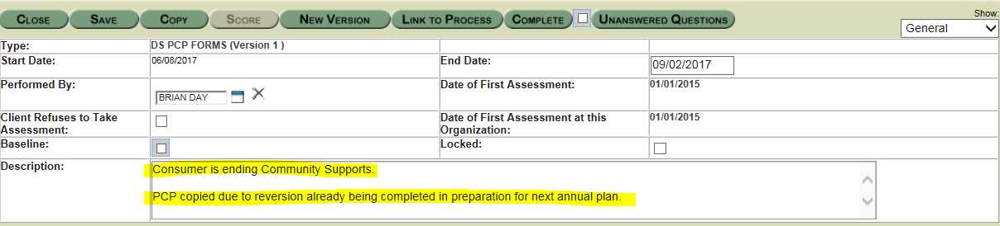 CLOSE SAVE COPY SCORE NEW VERSION LINK TO PROCESS COMPLETE UNANSWERED QUESTIONS Show:
General
Type: DS PCP FORMS (Version 1 )
Start Date: 06/08/2017 End Date: 09/02/2017
Performed By: BRIAN DAY Date of First Assessment: 01/01/2015
Client Refuses to Take Assessment: Date of First Assessment at this Organization: 01/01/2015
Baseline: Locked:
Description: Consumer is ending Community Supports.
PCP copied due to reversion already being completed in preparation for next annual plan.